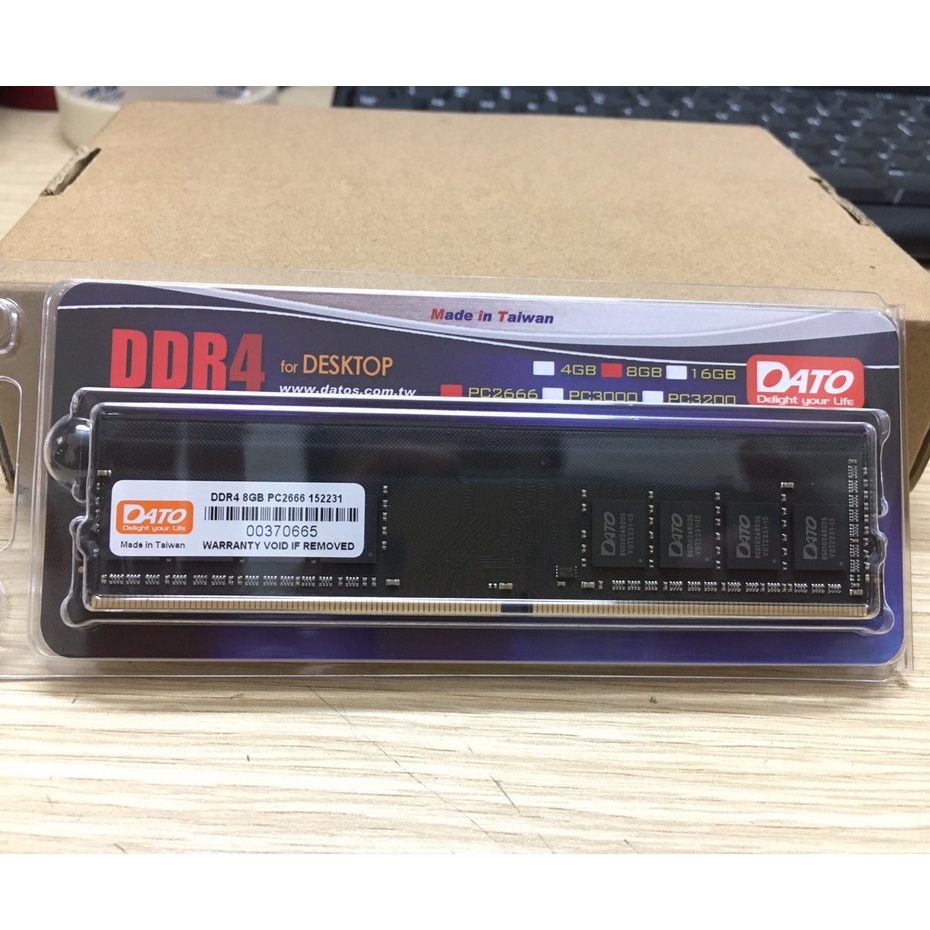 Made in Taiwan
DDR4 for DESKTOP
www.datos.com.tw
4GB 8GB 16GB
PC2666 PC3000 PC3200
DATO
Delight your Life
DDR4 8GB PC2666 152231
DATO
Delight your Life
00370665
Made in Taiwan
WARRANTY VOID IF REMOVED
DATO
DATO
DATO
DATO